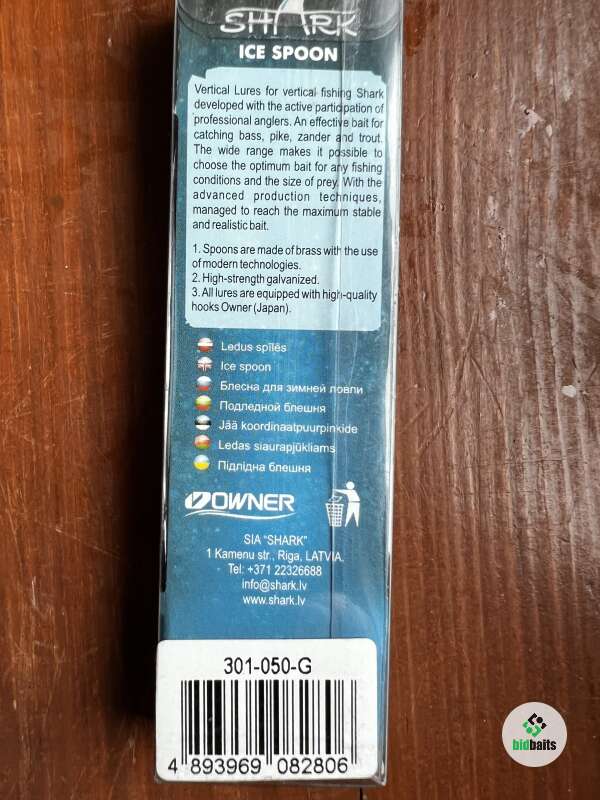 SHARK
ICE SPOON
Vertical Lures for vertical fishing Shark
developed with the active participation of
professional anglers. An effective bait for
catching bass, pike, zander and trout.
The wide range makes it possible to
choose the optimum bait for any fishing
conditions and the size of prey. With the
advanced production techniques,
managed to reach the maximum stable
and realistic bait.
1. Spoons are made of brass with the use
of modern technologies.
2. High-strength galvanized.
3. All lures are equipped with high-quality
hooks Owner (Japan).
Ledus spīlēs
Ice spoon
Блесна для зимней ловли
Подледной блешня
Jää koordinaatpuurpinkide
Ledas siaurapjūkliams
Підлідна блешня
OWNER
SIA "SHARK"
1 Kamenu str., Riga, LATVIA.
Tel: +371 22326688
info@shark.lv
www.shark.lv
301-050-G
4 893969 082806
bidbaits